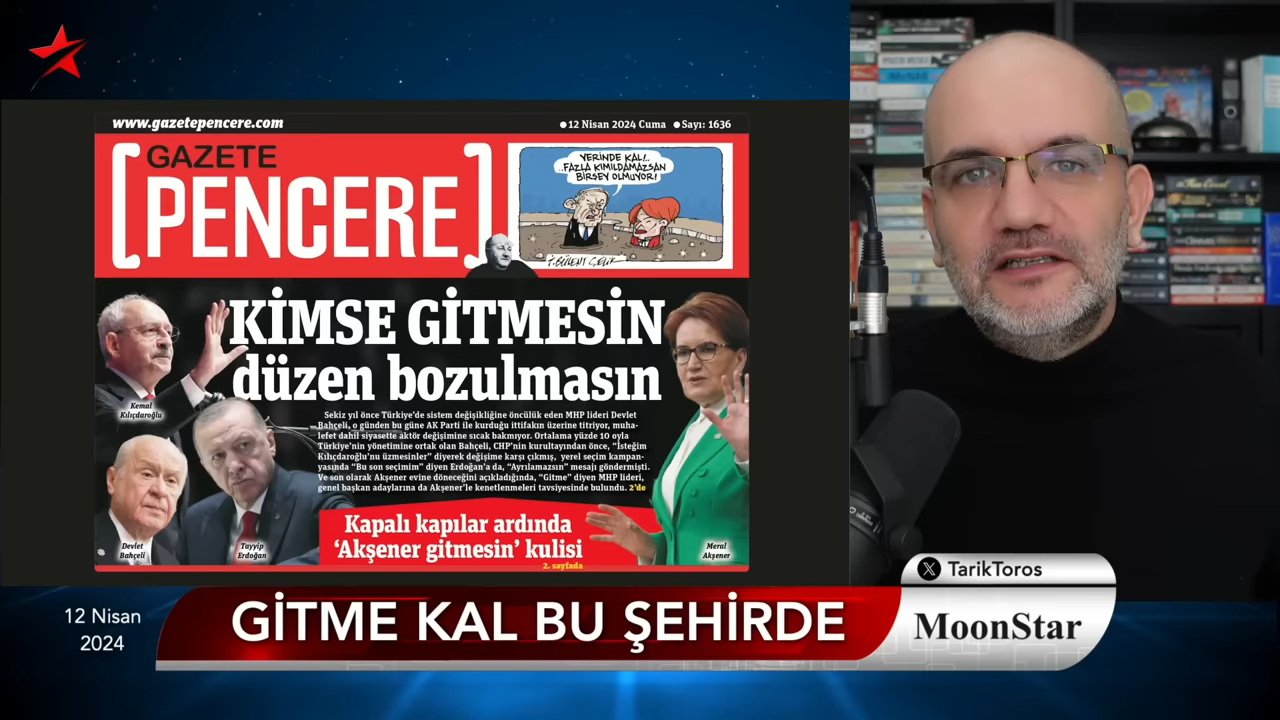 www.gazetepencere.com
●12 Nisan 2024 Cuma ●Sayı: 1636
[GAZETE
PENCERE]
YERİNDE KAL!..
..FAZLA KIMILDAMAZSAN
BİRŞEY OLMUYOR!
KİMSE GİTMESİN
düzen bozulmasın
Kemal
Kılıçdaroğlu
Sekiz yıl önce Türkiye'de sistem değişikliğine öncülük eden MHP lideri Devlet
Bahçeli, o günden bu güne AK Parti ile kurduğu ittifakın üzerine titriyor, muha-
lefet dahil siyasette aktör değişimine sıcak bakmıyor. Ortalama yüzde 10 oyla
Türkiye'nin yönetimine ortak olan Bahçeli, CHP'nin kurultayından önce, "İsteğim
Kılıçdaroğlu'nu üzmesinler" diyerek değişime karşı çıkmış, yerel seçim kampan-
yasında "Bu son seçimim" diyen Erdoğan'a da, "Ayrılamazsın" mesajı göndermişti.
Ve son olarak Akşener evine döneceğini açıkladığında, "Gitme" diyen MHP lideri,
genel başkan adaylarına da Akşener'le kenetlenmeleri tavsiyesinde bulundu. 2'de
Kapalı kapılar ardında
'Akşener gitmesin' kulisi
2. sayfada
Devlet
Bahçeli
Tayyip
Erdoğan
Meral
Akşener
X TarikToros
12 Nisan
2024
GİTME KAL BU ŞEHİRDE
MoonStar